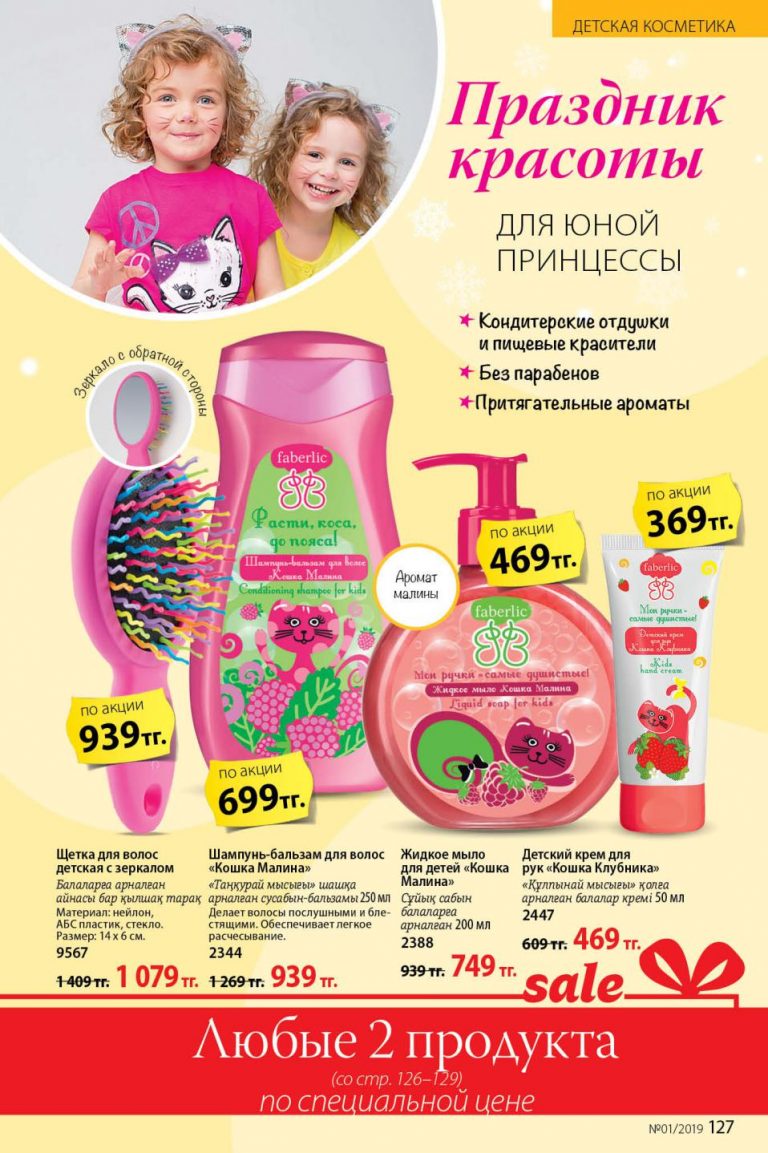 ДЕТСКАЯ КОСМЕТИКА
Праздник
красоты
ДЛЯ ЮНОЙ
ПРИНЦЕССЫ
Кондитерские отдушки
и пищевые красители
Без парабенов
Притягательные ароматы
Зеркало с обратной стороны
faberlic
Расти, коса,
до пояса!
Шампунь-бальзам для волос
«Кошка Малина»
Conditioning shampoo for kids
Аромат
малины
faberlic
Мои ручки - самые душистые!
Жидкое мыло Кошка Малина
Liquid soap for kids
faberlic
Мои ручки -
самые душистые!
Детский крем
для рук
Кошка Клубника
Kids
hand cream
по акции
939тг.
по акции
699тг.
по акции
469тг.
по акции
369тг.
Щетка для волос
детская с зеркалом
Балаларға арналған
айнасы бар қылшақ тарақ
Материал: нейлон,
АБС пластик, стекло.
Размер: 14 х 6 см.
9567
1 409 тг. 1 079 тг.
Шампунь-бальзам для волос
«Кошка Малина»
«Таңқурай мысығы» шашқа
арналған сусабын-бальзамы 250 мл
Делает волосы послушными и бле-
стящими. Обеспечивает легкое
расчесывание.
2344
1 269 тг. 939 тг.
Жидкое мыло
для детей «Кошка
Малина»
Сұйық сабын
балаларға
арналған 200 мл
2388
939 тг. 749 тг.
Детский крем для
рук «Кошка Клубника»
«Құлпынай мысығы» қолға
арналған балалар кремі 50 мл
2447
609 тг. 469 тг.
sale
Любые 2 продукта
(со стр. 126–129)
по специальной цене
№01/2019 127